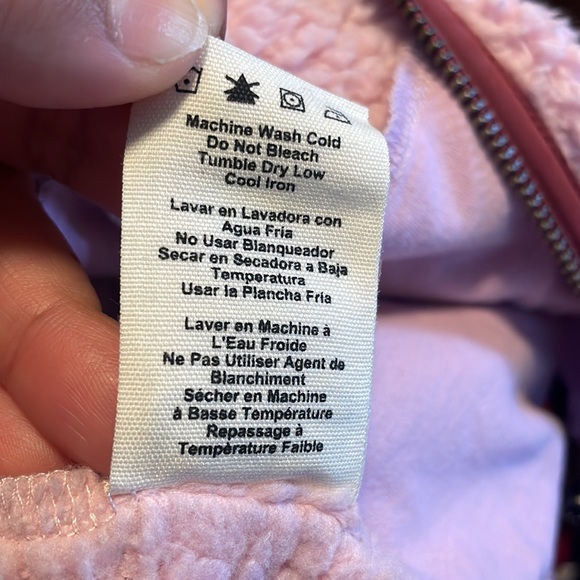 Machine Wash Cold
Do Not Bleach
Tumble Dry Low
Cool Iron
Lavar en Lavadora con
Agua Fria
No Usar Blanqueador
Secar en Secadora a Baja
Temperatura
Usar la Plancha Fria
Laver en Machine à
L'Eau Froide
Ne Pas Utiliser Agent de
Blanchiment
Sécher en Machine
à Basse Température
Repassage à
Température Faible